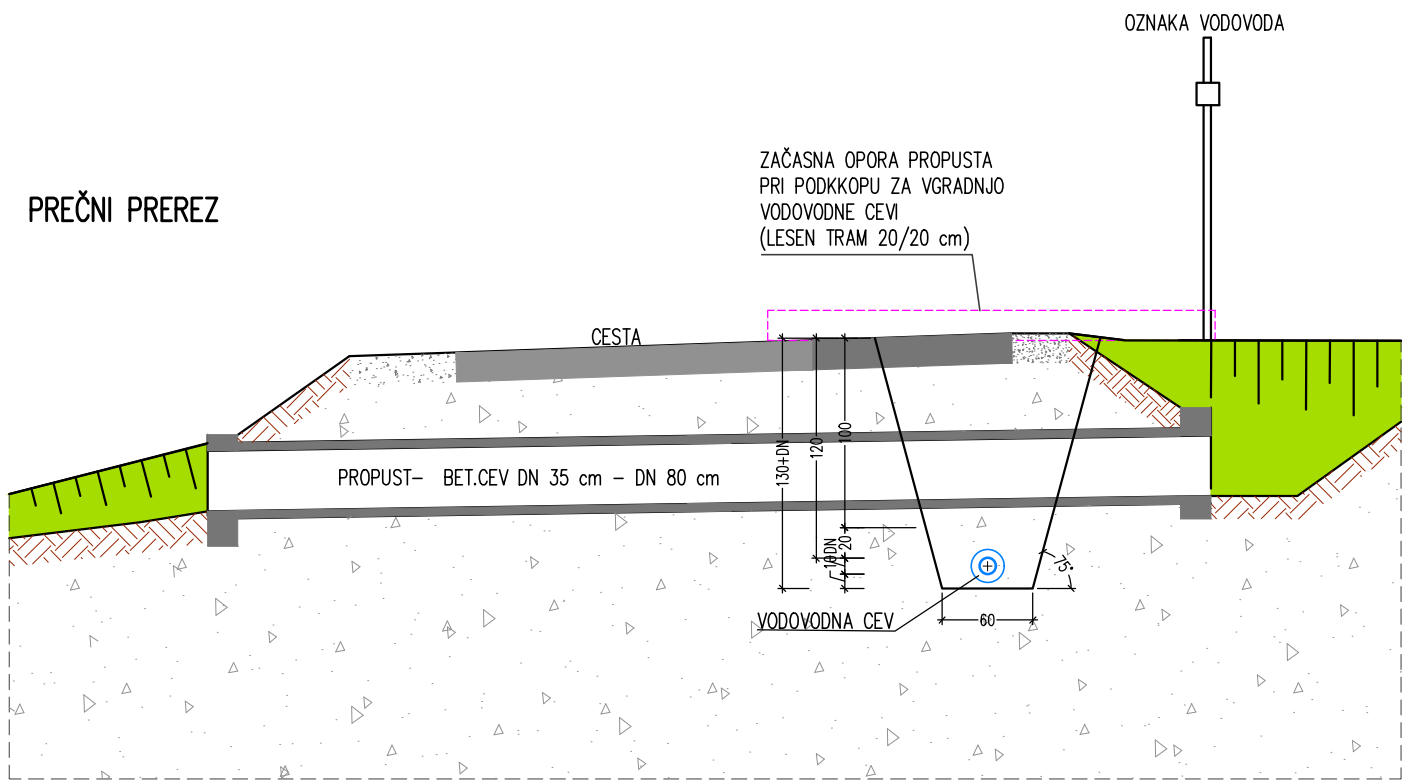 OZNAKA VODOVODA
ZAČASNA OPORA PROPUSTA
PRI PODKKOPU ZA VGRADNJO
VODOVODNE CEVI
(LESEN TRAM 20/20 cm)
PREČNI PREREZ
CESTA
PROPUST- BET.CEV DN 35 cm - DN 80 cm
130+DN
120
100
20
DN
10
75°
60
VODOVODNA CEV